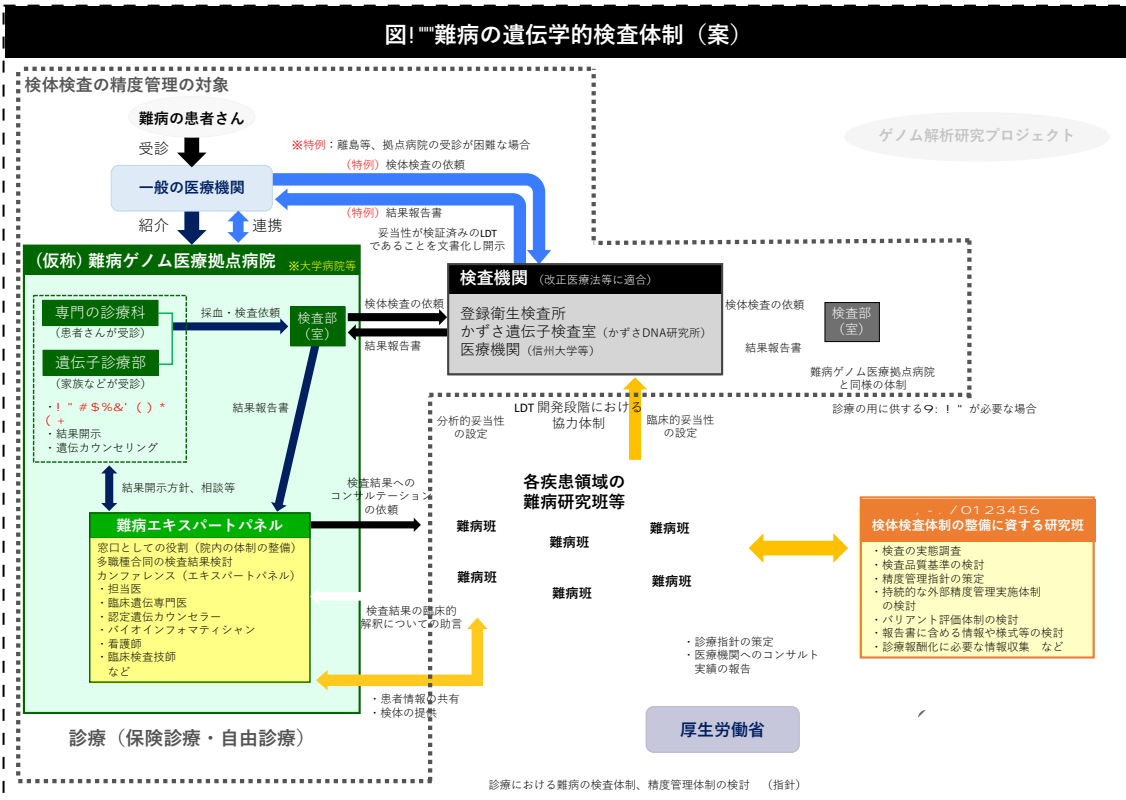 図!"""難病の遺伝学的検査体制（案）
検体検査の精度管理の対象
難病の患者さん
受診
一般の医療機関
紹介
連携
※特例：離島等、拠点病院の受診が困難な場合
（特例）検体検査の依頼
（特例）結果報告書
妥当性が検証済みのLDT
であることを文書化し開示
ゲノム解析研究プロジェクト
(仮称) 難病ゲノム医療拠点病院 ※大学病院等
専門の診療科
(患者さんが受診)
遺伝子診療部
(家族などが受診)
・! " # $%&' ( ) *
( +
・結果開示
・遺伝カウンセリング
採血・検査依頼
検査部
（室）
検体検査の依頼
結果報告書
結果報告書
検査機関 （改正医療法等に適合）
登録衛生検査所
かずさ遺伝子検査室（かずさDNA研究所）
医療機関（信州大学等）
検体検査の依頼
結果報告書
検査部
（室）
難病ゲノム医療拠点病院
と同様の体制
診療の用に供する9: ! " が必要な場合
LDT 開発段階における
協力体制
分析的妥当性
の設定
臨床的妥当性
の設定
結果開示方針、相談等
検査結果への
コンサルテーション
の依頼
難病エキスパートパネル
窓口としての役割（院内の体制の整備）
多職種合同の検査結果検討
カンファレンス（エキスパートパネル）
・担当医
・臨床遺伝専門医
・認定遺伝カウンセラー
・バイオインフォマティシャン
・看護師
・臨床検査技師
など
検査結果の臨床的
解釈についての助言
・患者情報の共有
・検体の提供
各疾患領域の
難病研究班等
難病班
難病班
難病班
難病班
難病班
難病班
・診療指針の策定
・医療機関へのコンサルト
実績の報告
, - . / 0 1 2 3 4 5 6
検体検査体制の整備に資する研究班
・検査の実態調査
・検査品質基準の検討
・精度管理指針の策定
・持続的な外部精度管理実施体制
の検討
・バリアント評価体制の検討
・報告書に含める情報や様式等の検討
・診療報酬化に必要な情報収集　など
厚生労働省
診療（保険診療・自由診療）
診療における難病の検査体制、精度管理体制の検討　（指針）